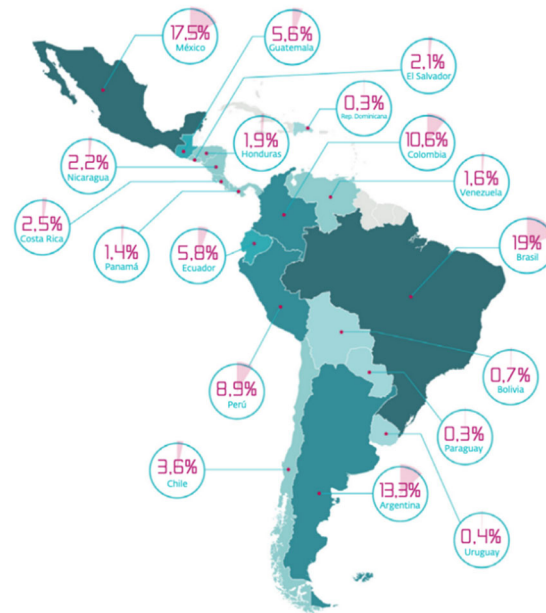 17,5%
México
5,6%
Guatemala
2,1%
El Salvador
0,3%
Rep. Dominicana
1,9%
Honduras
10,6%
Colombia
2,2%
Nicaragua
1,6%
Venezuela
2,5%
Costa Rica
1,4%
Panamá
5,8%
Ecuador
19%
Brasil
8,9%
Perú
0,7%
Bolivia
0,3%
Paraguay
3,6%
Chile
13,3%
Argentina
0,4%
Uruguay